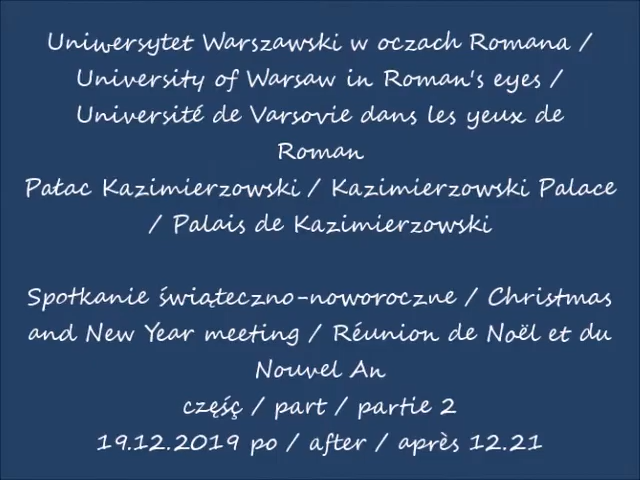 Uniwersytet Warszawski w oczach Romana /
University of Warsaw in Roman's eyes /
Université de Varsovie dans les yeux de
Roman
Pałac Kazimierzowski / Kazimierzowski Palace
/ Palais de Kazimierzowski
Spotkanie świąteczno-noworoczne / Christmas
and New Year meeting / Réunion de Noël et du
Nouvel An
częśç / part / partie 2
19.12.2019 po / after / après 12.21